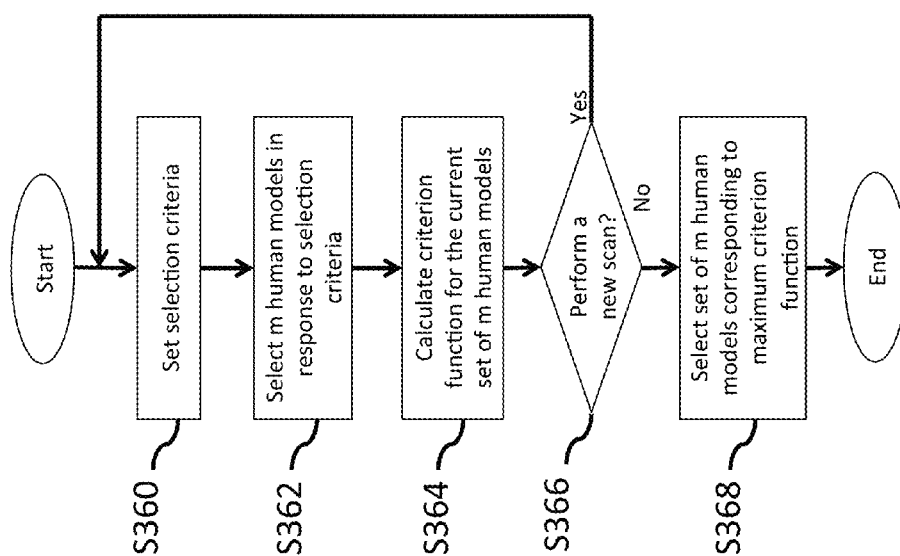 Start
S360
Set selection criteria
S362
Select m human models in
response to selection
criteria
S364
Calculate criterion
function for the current
set of m human models
S366
Perform a
new scan?
Yes
No
S368
Select set of m human
models corresponding to
maximum criterion
function
End